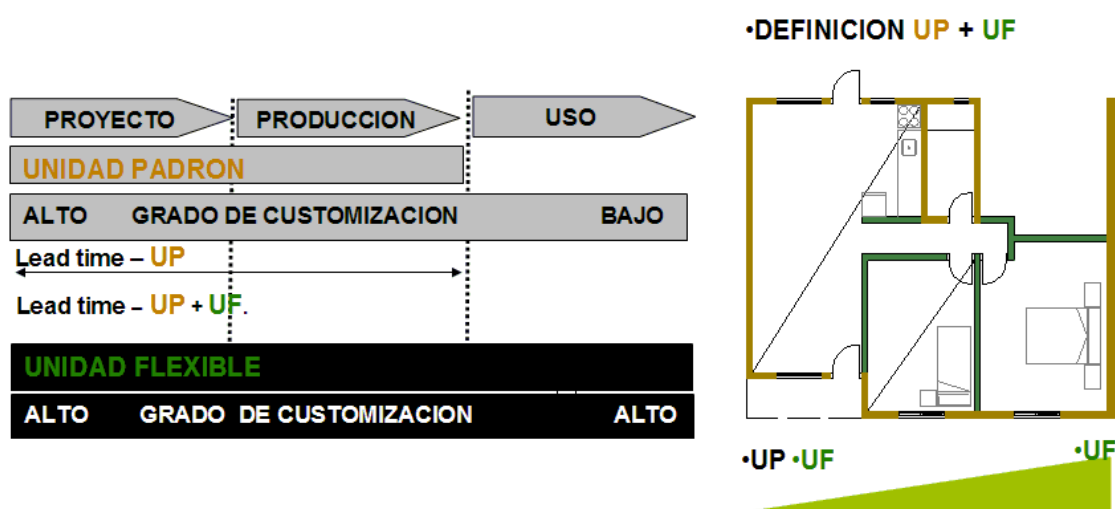 •DEFINICION UP + UF
PROYECTO PRODUCCION USO
UNIDAD PADRON
ALTO GRADO DE CUSTOMIZACION BAJO
Lead time – UP
Lead time – UP + UF.
UNIDAD FLEXIBLE
ALTO GRADO DE CUSTOMIZACION ALTO
•UP •UF •UF